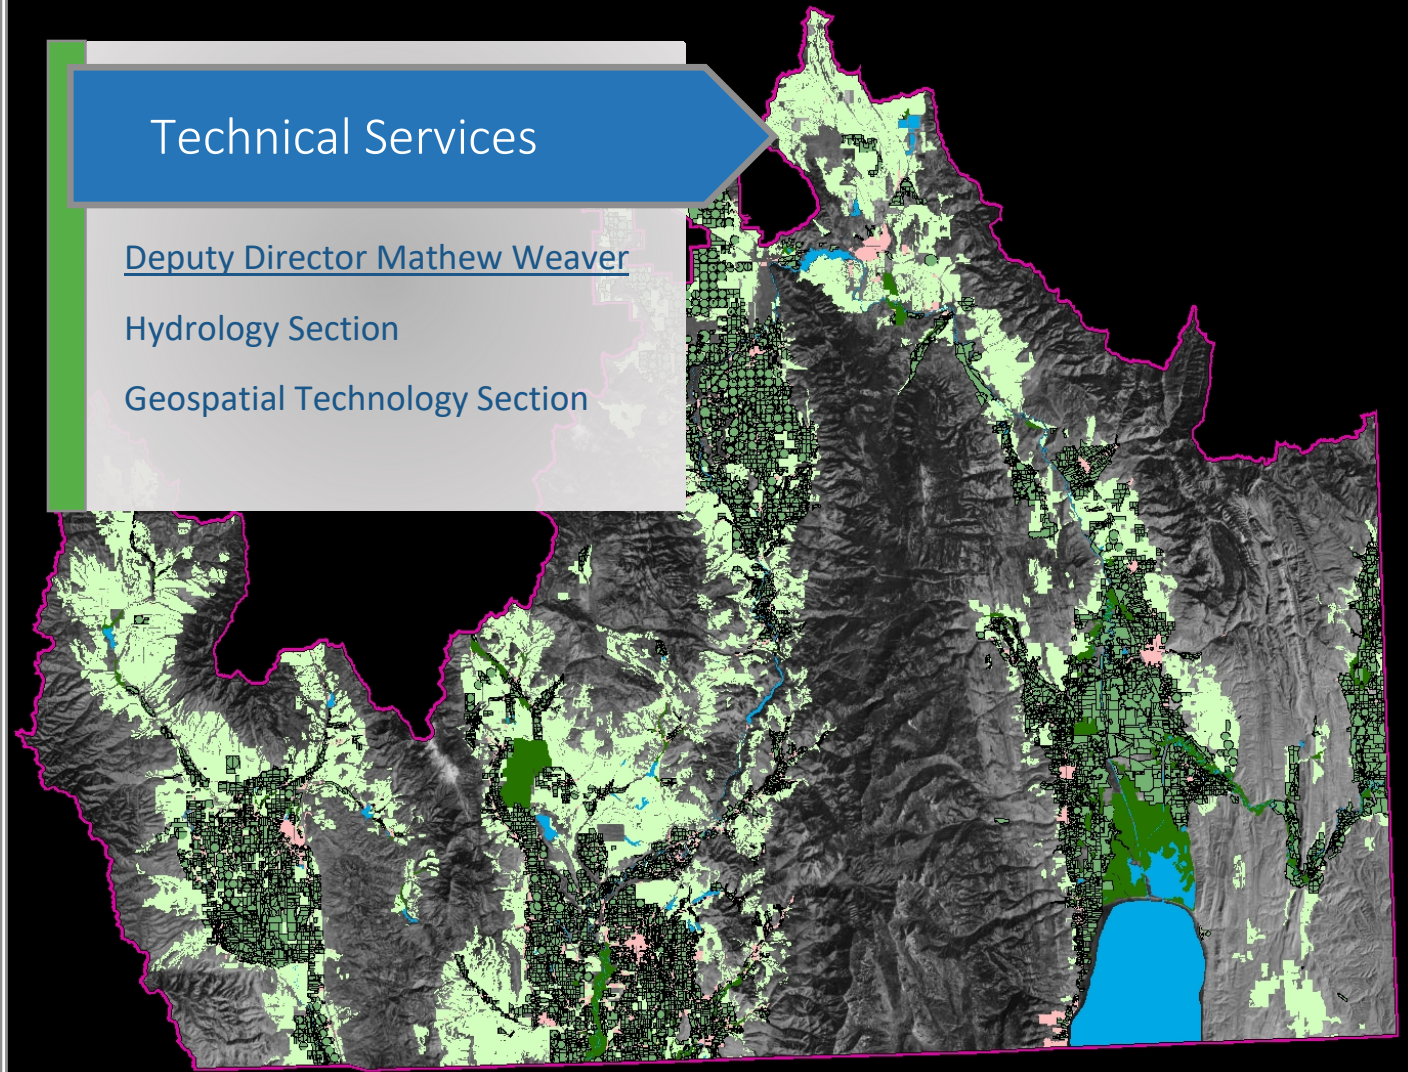 Technical Services
Deputy Director Mathew Weaver
Hydrology Section
Geospatial Technology Section